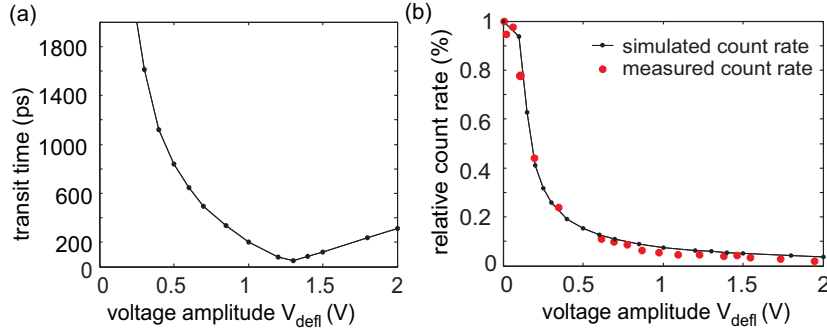 (a)
transit time (ps)
1800
1400
1000
600
200
0
0.5
1
1.5
2
voltage amplitude V_defl (V)
(b)
relative count rate (%)
1
0.8
0.6
0.4
0.2
0
0
0.5
1
1.5
2
simulated count rate
measured count rate
voltage amplitude V_defl (V)